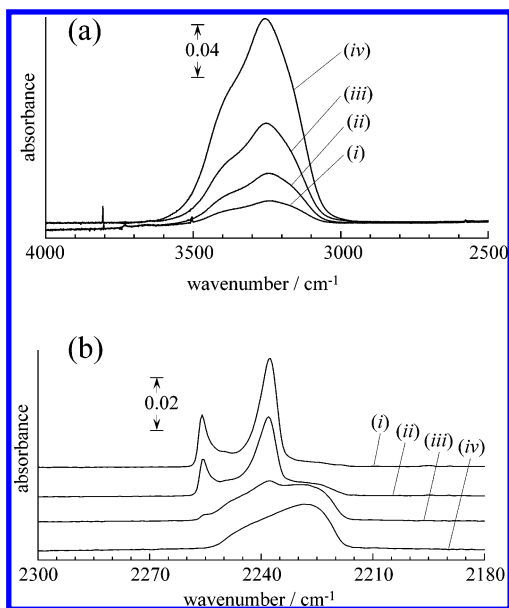 (a)
0.04
(iv)
(iii)
(ii)
(i)
absorbance
4000 3500 3000 2500
wavenumber / cm-1
(b)
0.02
(i)
(ii)
(iii)
(iv)
absorbance
2300 2270 2240 2210 2180
wavenumber / cm-1